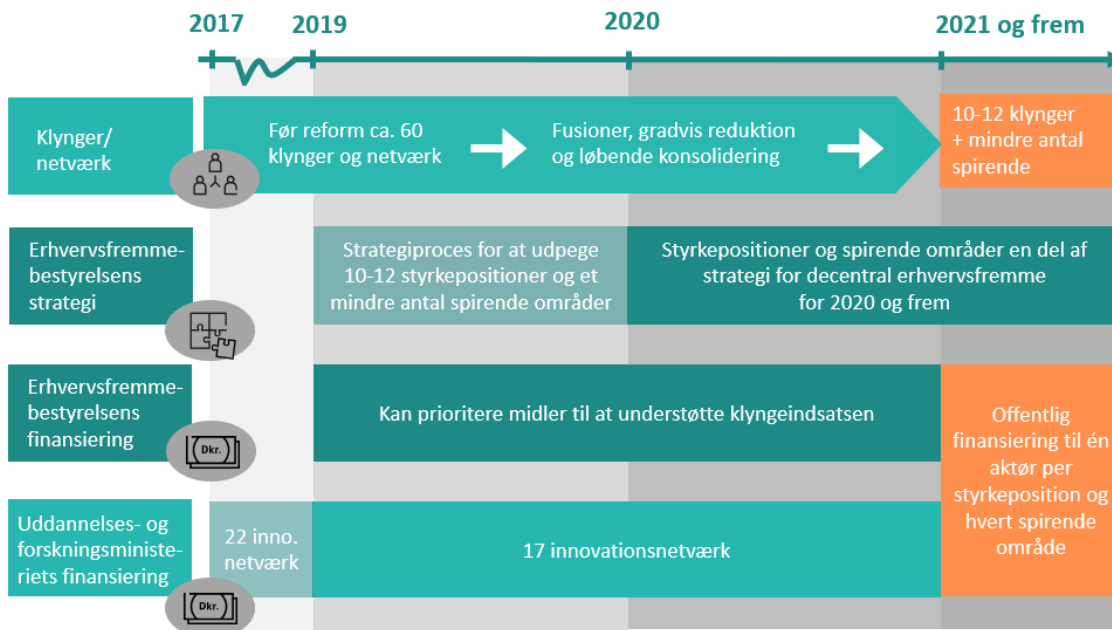 2017
2019
2020
2021 og frem
Klynger/
netværk
Før reform ca. 60
klynger og netværk
Fusioner, gradvis reduktion
og løbende konsolidering
10-12 klynger
+ mindre antal
spirende
Erhvervsfremme-
bestyrelsens
strategi
Strategiproces for at udpege
10-12 styrkepositioner og et
mindre antal spirende områder
Styrkepositioner og spirende områder en del af
strategi for decentral erhvervsfremme
for 2020 og frem
Erhvervsfremme-
bestyrelsens
finansiering
Dkr.
Kan prioritere midler til at understøtte klyngeindsatsen
Offentlig
finansiering til én
aktør per
styrkeposition og
hvert spirende
område
Uddannelses- og
forskningsministe-
riets finansiering
Dkr.
22 inno.
netværk
17 innovationsnetværk